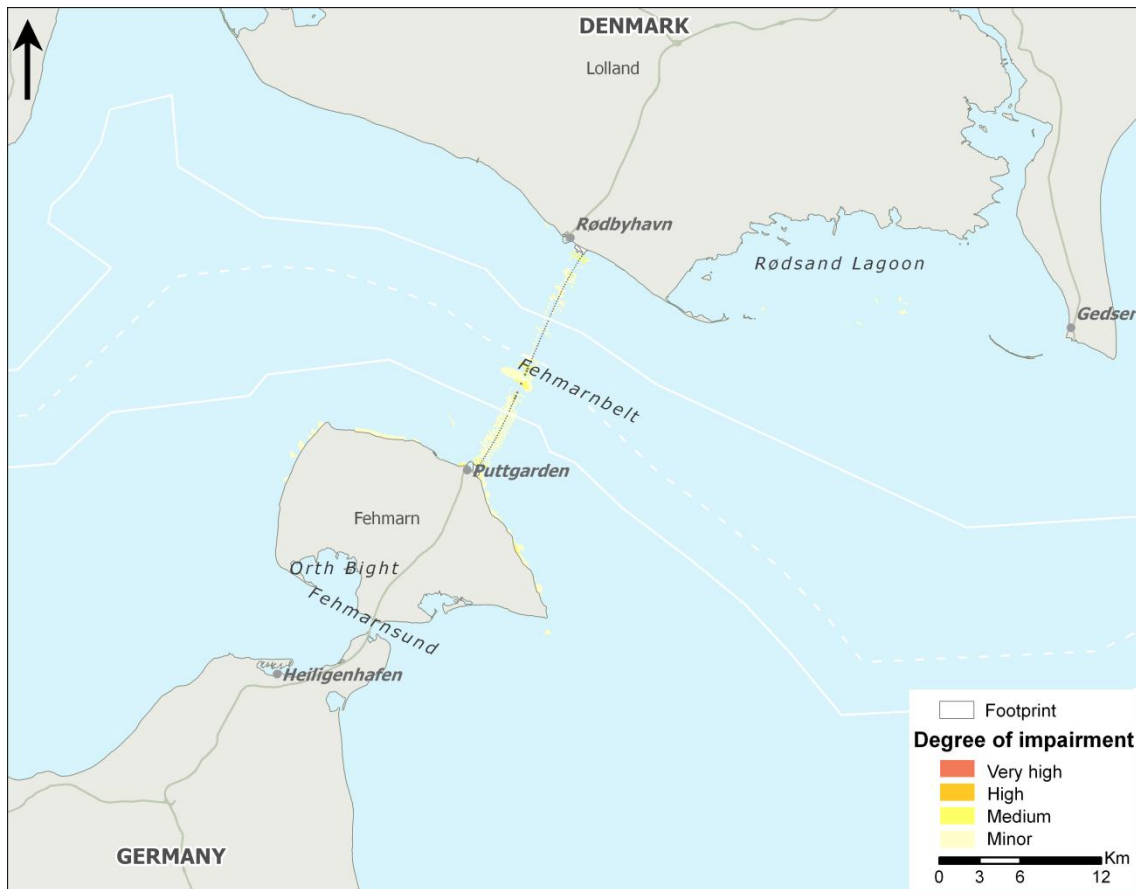 DENMARK
Lolland
Rødbyhavn
Rødsand Lagoon
Gedser
Fehmarnbelt
Puttgarden
Fehmarn
Orth Bight
Fehmarnsund
Heiligenhafen
GERMANY
Footprint
Degree of impairment
Very high
High
Medium
Minor
Km
0 3 6 12